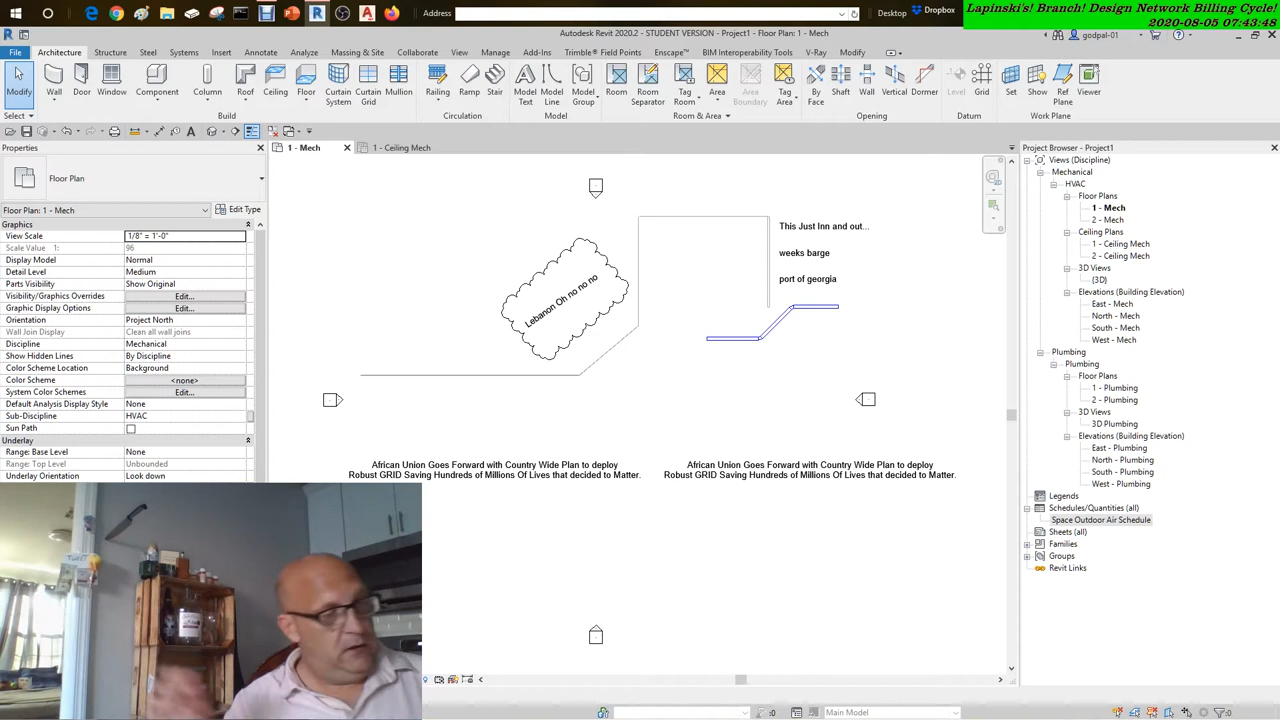 Address
Desktop
Dropbox
Lapinski's! Branch! Design Network Billing Cycle!
2020-08-05 07:43:48
Autodesk Revit 2020.2 - STUDENT VERSION - Project1 - Floor Plan: 1 - Mech
godpal-01
File Architecture Structure Steel Systems Insert Annotate Analyze Massing & Site Collaborate View Manage Add-Ins Trimble® Field Points Enscape™ BIM Interoperability Tools V-Ray Modify
Modify Wall Door Window Component Column Roof Ceiling Floor Curtain System Curtain Grid Mullion Railing Ramp Stair Model Text Model Line Model Group Room Room Separator Tag Room Area Area Boundary Tag Area By Face Shaft Wall Vertical Dormer Level Grid Set Show Ref Plane Viewer
Select Build Circulation Model Room & Area Opening Datum Work Plane
Properties
1 - Mech
1 - Ceiling Mech
Project Browser - Project1
Floor Plan
Floor Plan: 1 - Mech
Edit Type
Graphics
View Scale 1/8" = 1'-0"
Scale Value 1: 96
Display Model Normal
Detail Level Medium
Parts Visibility Show Original
Visibility/Graphics Overrides Edit...
Graphic Display Options Edit...
Orientation Project North
Wall Join Display Clean all wall joins
Discipline Mechanical
Show Hidden Lines By Discipline
Color Scheme Location Background
Color Scheme <none>
System Color Schemes Edit...
Default Analysis Display Style None
Sub-Discipline HVAC
Sun Path
Underlay
Range: Base Level None
Range: Top Level Unbounded
Underlay Orientation Look down
Lebanon Oh no no no
This Just Inn and out...
weeks barge
port of georgia
African Union Goes Forward with Country Wide Plan to deploy
Robust GRID Saving Hundreds of Millions Of Lives that decided to Matter.
African Union Goes Forward with Country Wide Plan to deploy
Robust GRID Saving Hundreds of Millions Of Lives that decided to Matter.
Views (Discipline)
Mechanical
HVAC
Floor Plans
1 - Mech
2 - Mech
Ceiling Plans
1 - Ceiling Mech
2 - Ceiling Mech
3D Views
{3D}
Elevations (Building Elevation)
East - Mech
North - Mech
South - Mech
West - Mech
Plumbing
Plumbing
Floor Plans
1 - Plumbing
2 - Plumbing
3D Views
3D Plumbing
Elevations (Building Elevation)
East - Plumbing
North - Plumbing
South - Plumbing
West - Plumbing
Legends
Schedules/Quantities (all)
Space Outdoor Air Schedule
Sheets (all)
Families
Groups
Revit Links
:0
Main Model
:0